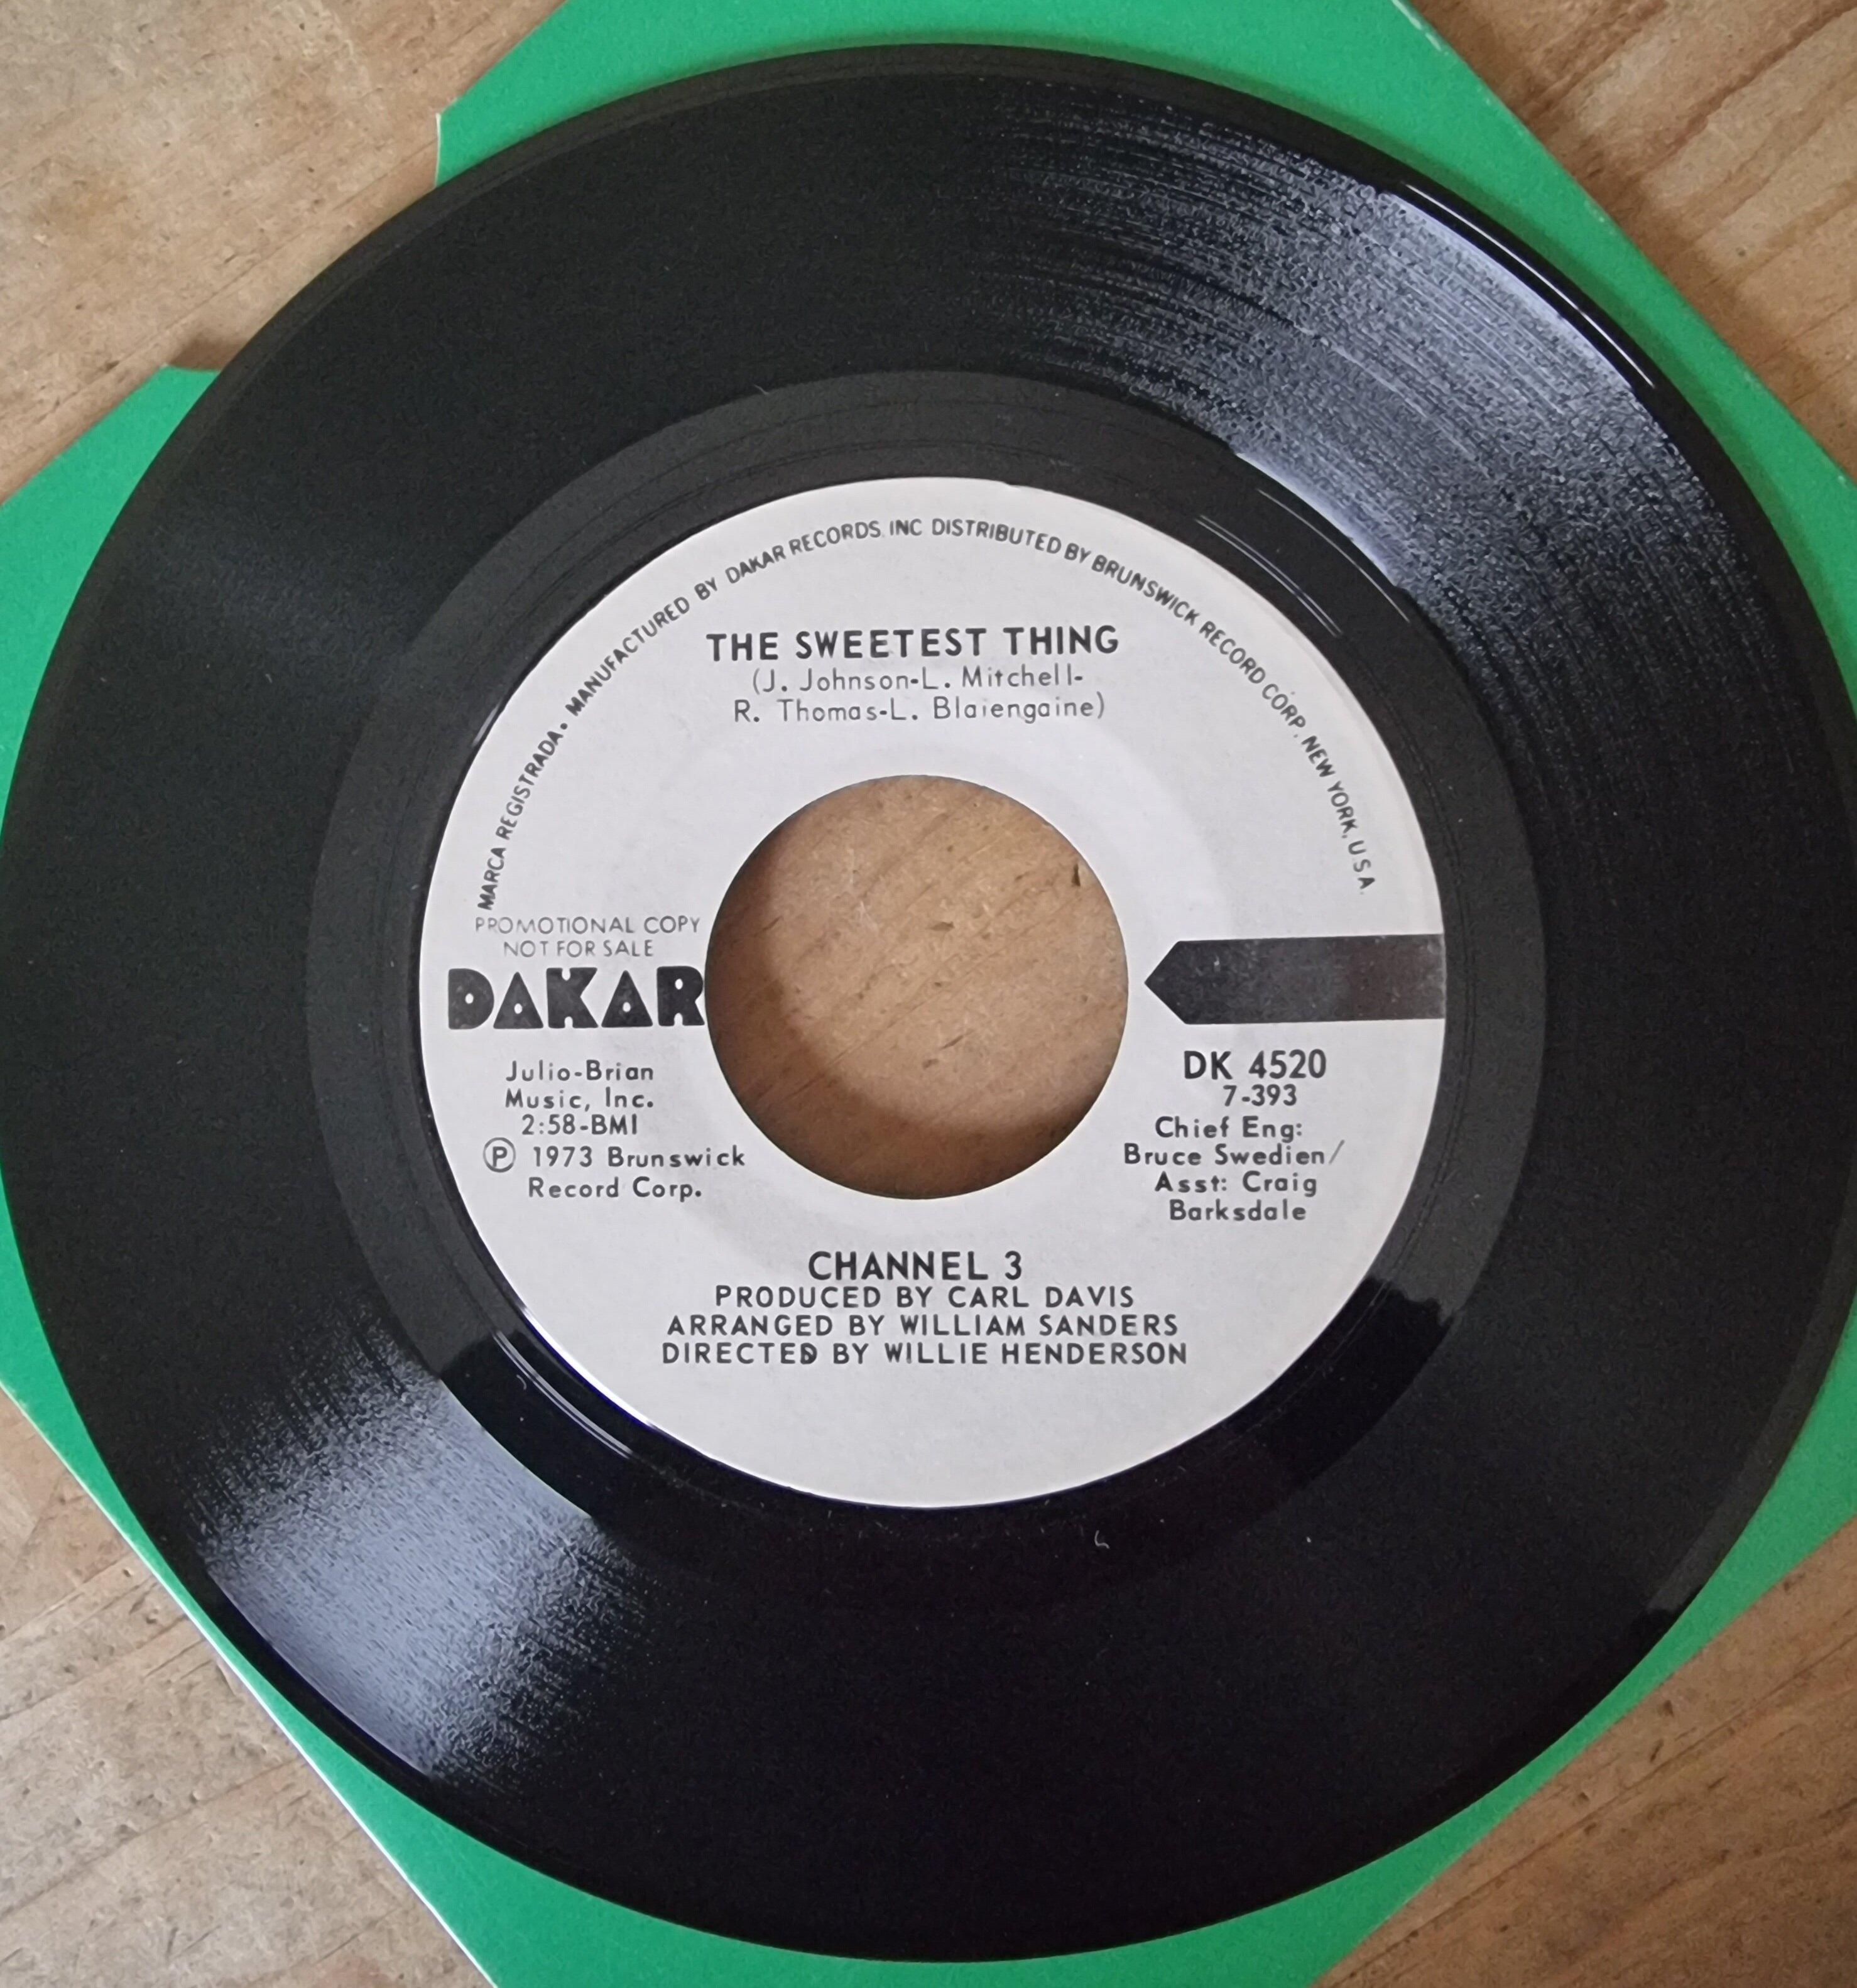 MARCA REGISTRADA • MANUFACTURED BY DAKAR RECORDS, INC DISTRIBUTED BY BRUNSWICK RECORD CORP. NEW YORK, U.S.A.
THE SWEETEST THING
(J. Johnson-L. Mitchell-
R. Thomas-L. Blaiengaine)
PROMOTIONAL COPY
NOT FOR SALE
DAKAR
Julio-Brian
Music, Inc.
2:58-BMI
Ⓟ 1973 Brunswick
Record Corp.
DK 4520
7-393
Chief Eng:
Bruce Swedien/
Asst: Craig
Barksdale
CHANNEL 3
PRODUCED BY CARL DAVIS
ARRANGED BY WILLIAM SANDERS
DIRECTED BY WILLIE HENDERSON